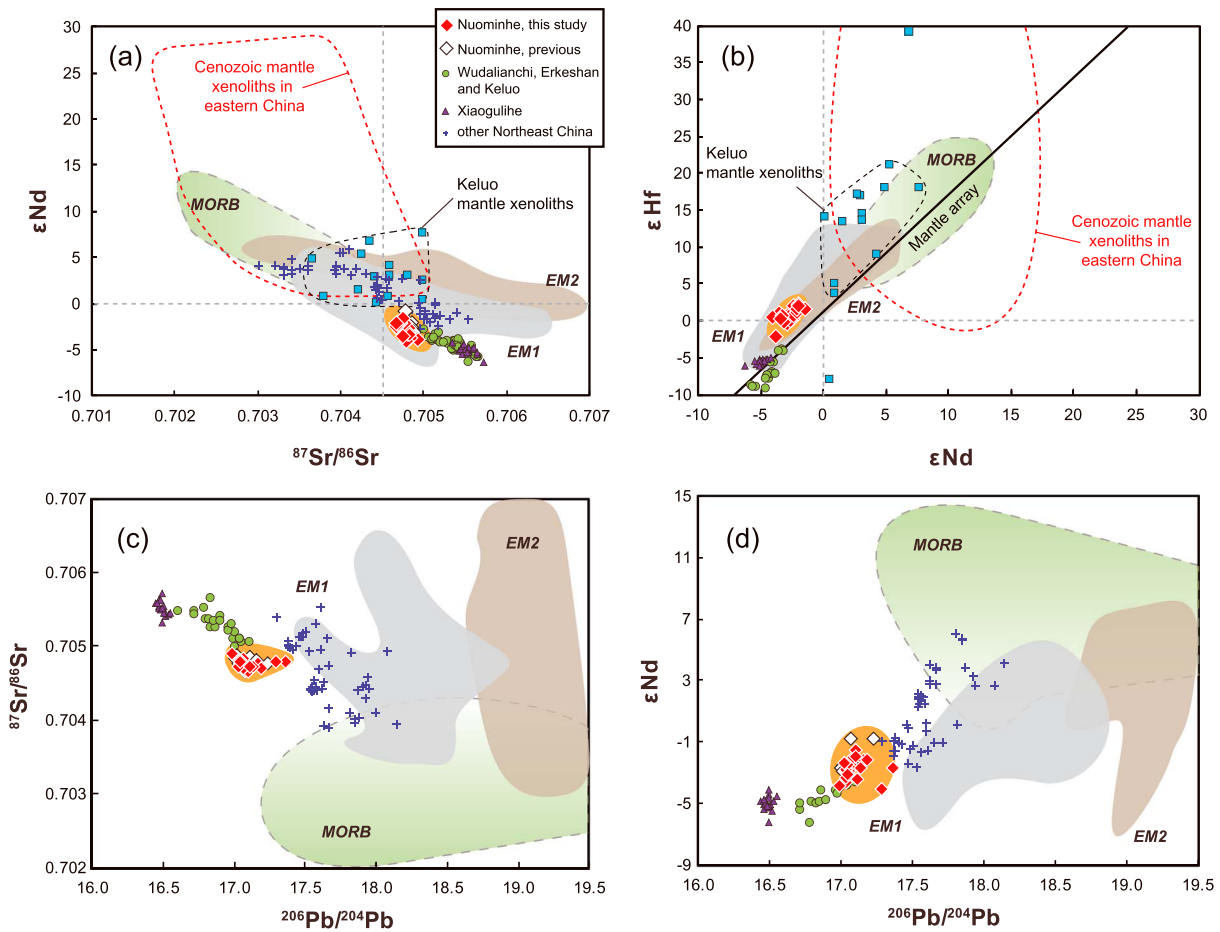 (a)
30
25
20
15
10
5
0
-5
-10
εNd
0.701
0.702
0.703
0.704
0.705
0.706
0.707
⁸⁷Sr/⁸⁶Sr
Cenozoic mantle
xenoliths in
eastern China
MORB
Keluo
mantle xenoliths
EM2
EM1
Nuominhe, this study
Nuominhe, previous
Wudalianchi, Erkeshan
and Keluo
Xiaogulihe
other Northeast China
(b)
40
35
30
25
20
15
10
5
0
-5
-10
εHf
-10
-5
0
5
10
15
20
25
30
εNd
Keluo
mantle xenoliths
MORB
Mantle array
Cenozoic mantle
xenoliths in
eastern China
EM2
EM1
(c)
0.707
0.706
0.705
0.704
0.703
0.702
⁸⁷Sr/⁸⁶Sr
16.0
16.5
17.0
17.5
18.0
18.5
19.0
19.5
²⁰⁶Pb/²⁰⁴Pb
EM1
EM2
MORB
(d)
15
11
7
3
-1
-5
-9
εNd
16.0
16.5
17.0
17.5
18.0
18.5
19.0
19.5
²⁰⁶Pb/²⁰⁴Pb
MORB
EM1
EM2